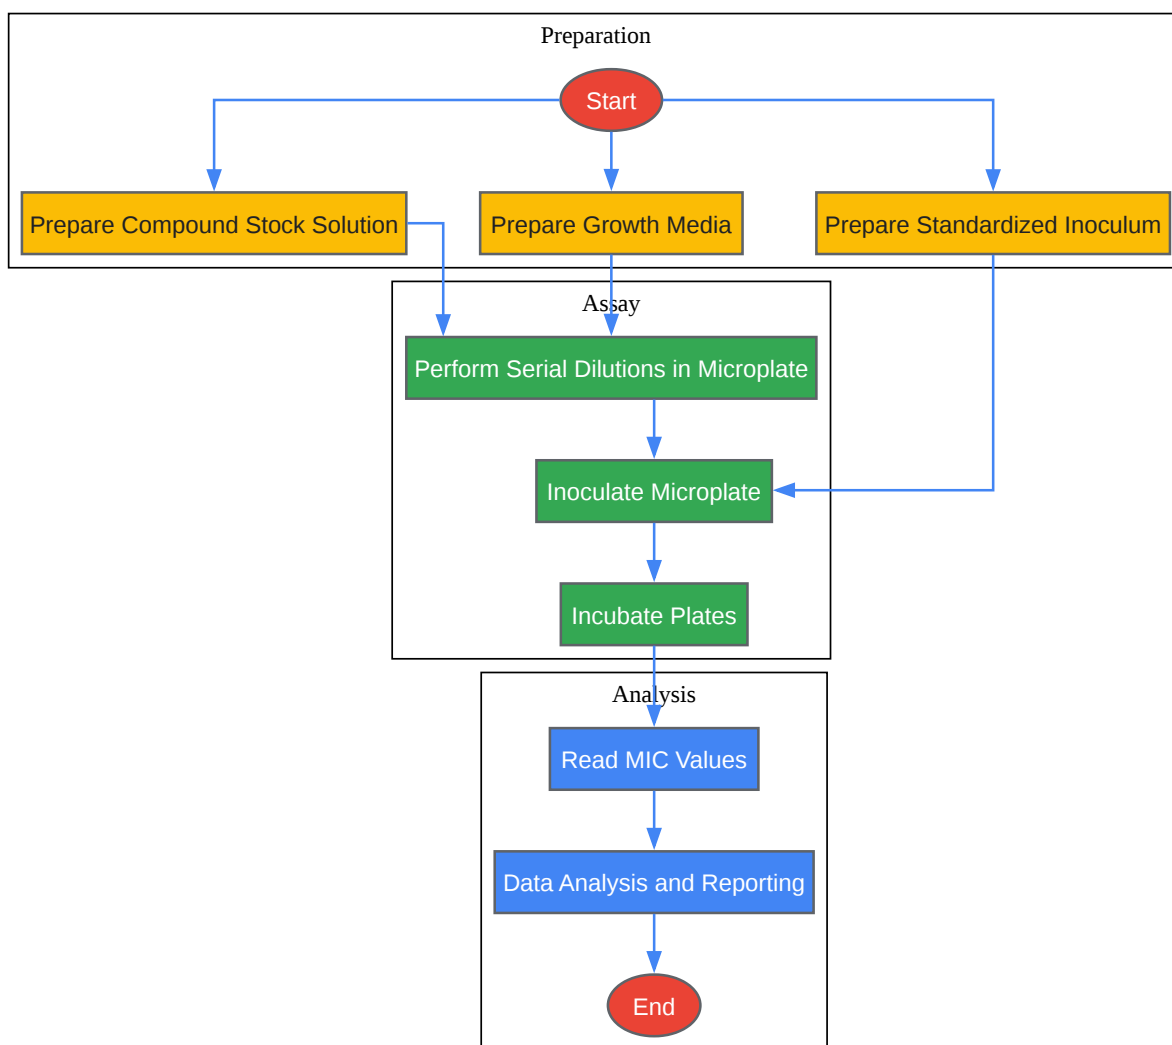 Preparation
Start
Prepare Compound Stock Solution
Prepare Growth Media
Prepare Standardized Inoculum
Assay
Perform Serial Dilutions in Microplate
Inoculate Microplate
Incubate Plates
Analysis
Read MIC Values
Data Analysis and Reporting
End